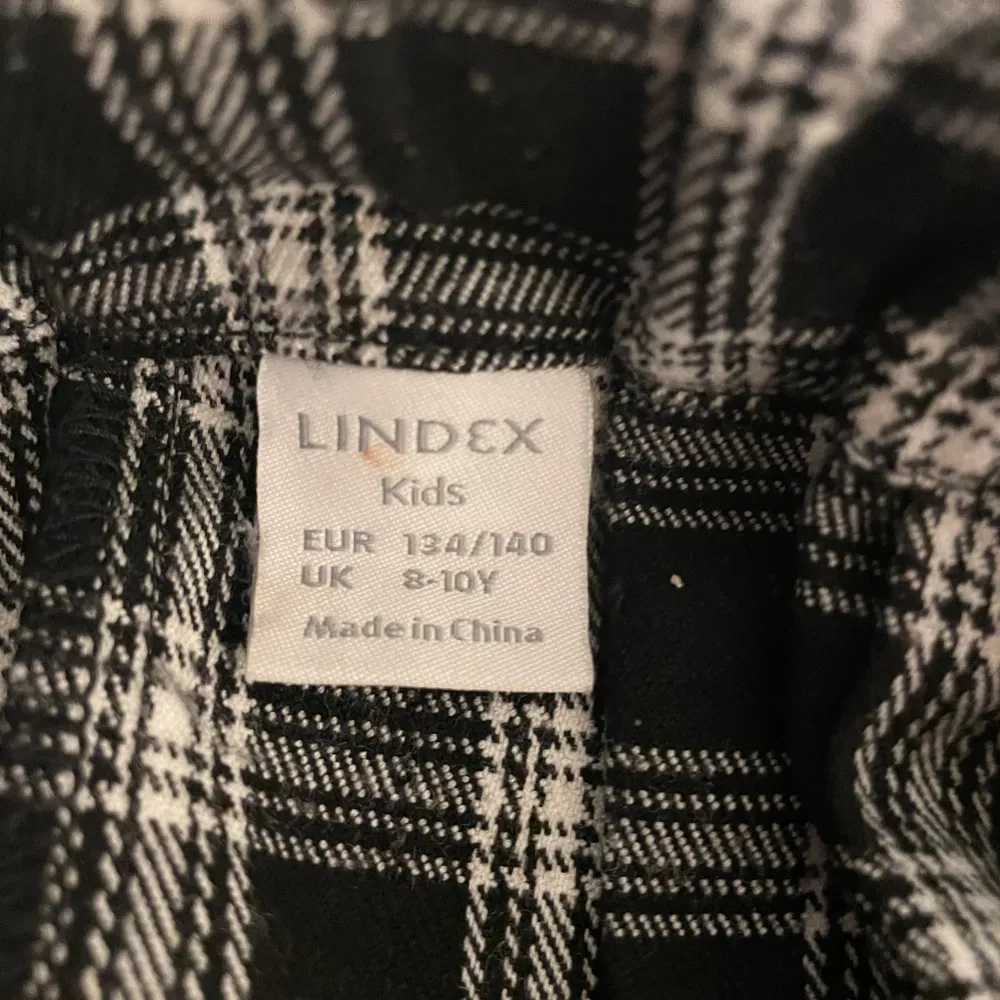 LINDEX
Kids
EUR 134/140
UK 8-10Y
Made in China